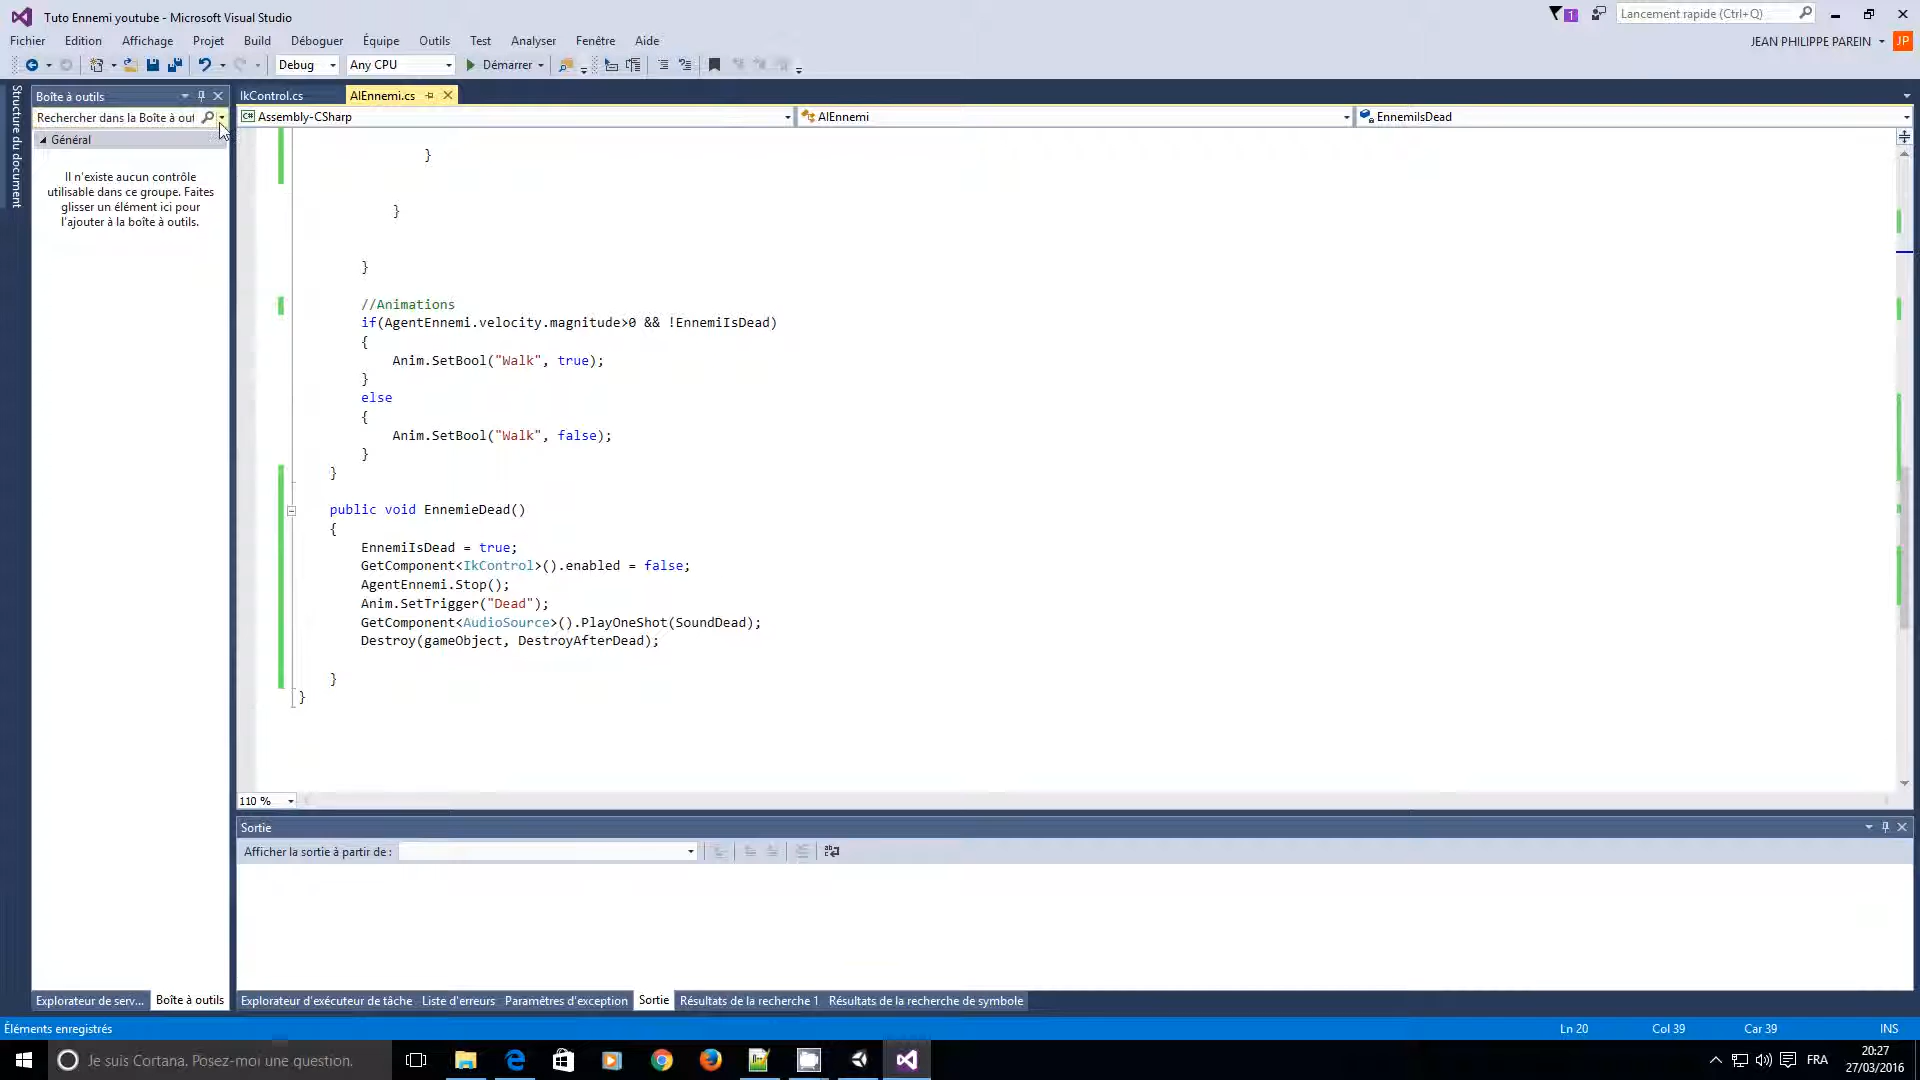 Tuto Ennemi youtube - Microsoft Visual Studio
1
Lancement rapide (Ctrl+Q)
Fichier Edition Affichage Projet Build Déboguer Équipe Outils Test Analyser Fenêtre Aide
JEAN PHILIPPE PAREIN JP
Debug Any CPU Démarrer
Structure du document
Boîte à outils
IkControl.cs AIEnnemi.cs
Rechercher dans la Boîte à out
C# Assembly-CSharp AIEnnemi EnnemiIsDead
Général
Il n'existe aucun contrôle
utilisable dans ce groupe. Faites
glisser un élément ici pour
l'ajouter à la boîte à outils.
}
}
}
//Animations
if(AgentEnnemi.velocity.magnitude>0 && !EnnemiIsDead)
{
Anim.SetBool("Walk", true);
}
else
{
Anim.SetBool("Walk", false);
}
}
public void EnnemieDead()
{
EnnemiIsDead = true;
GetComponent<IkControl>().enabled = false;
AgentEnnemi.Stop();
Anim.SetTrigger("Dead");
GetComponent<AudioSource>().PlayOneShot(SoundDead);
Destroy(gameObject, DestroyAfterDead);
}
}
110 %
Sortie
Afficher la sortie à partir de :
Explorateur de serv... Boîte à outils Explorateur d'exécuteur de tâche Liste d'erreurs Paramètres d'exception Sortie Résultats de la recherche 1 Résultats de la recherche de symbole
Éléments enregistrés Ln 20 Col 39 Car 39 INS
Je suis Cortana. Posez-moi une question.
FRA
20:27
27/03/2016